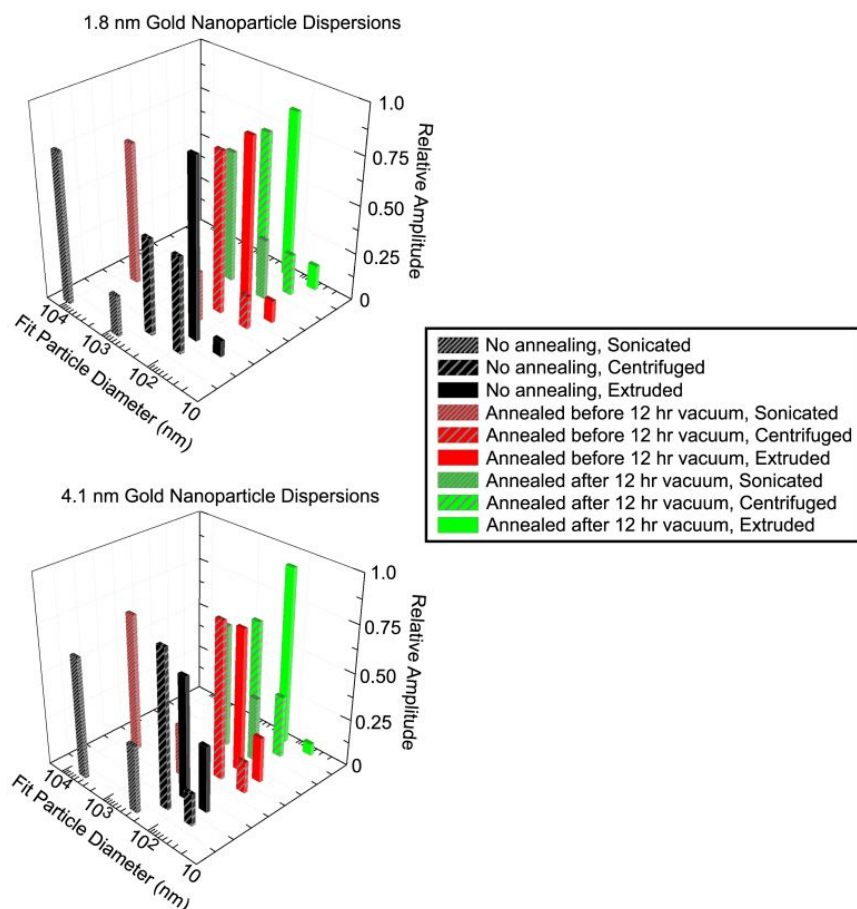 1.8 nm Gold Nanoparticle Dispersions
1.0
0.75
0.50
0.25
0
Relative Amplitude
10⁴
10³
10²
10
Fit Particle Diameter (nm)
No annealing, Sonicated
No annealing, Centrifuged
No annealing, Extruded
Annealed before 12 hr vacuum, Sonicated
Annealed before 12 hr vacuum, Centrifuged
Annealed before 12 hr vacuum, Extruded
Annealed after 12 hr vacuum, Sonicated
Annealed after 12 hr vacuum, Centrifuged
Annealed after 12 hr vacuum, Extruded
4.1 nm Gold Nanoparticle Dispersions
1.0
0.75
0.50
0.25
0
Relative Amplitude
10⁴
10³
10²
10
Fit Particle Diameter (nm)